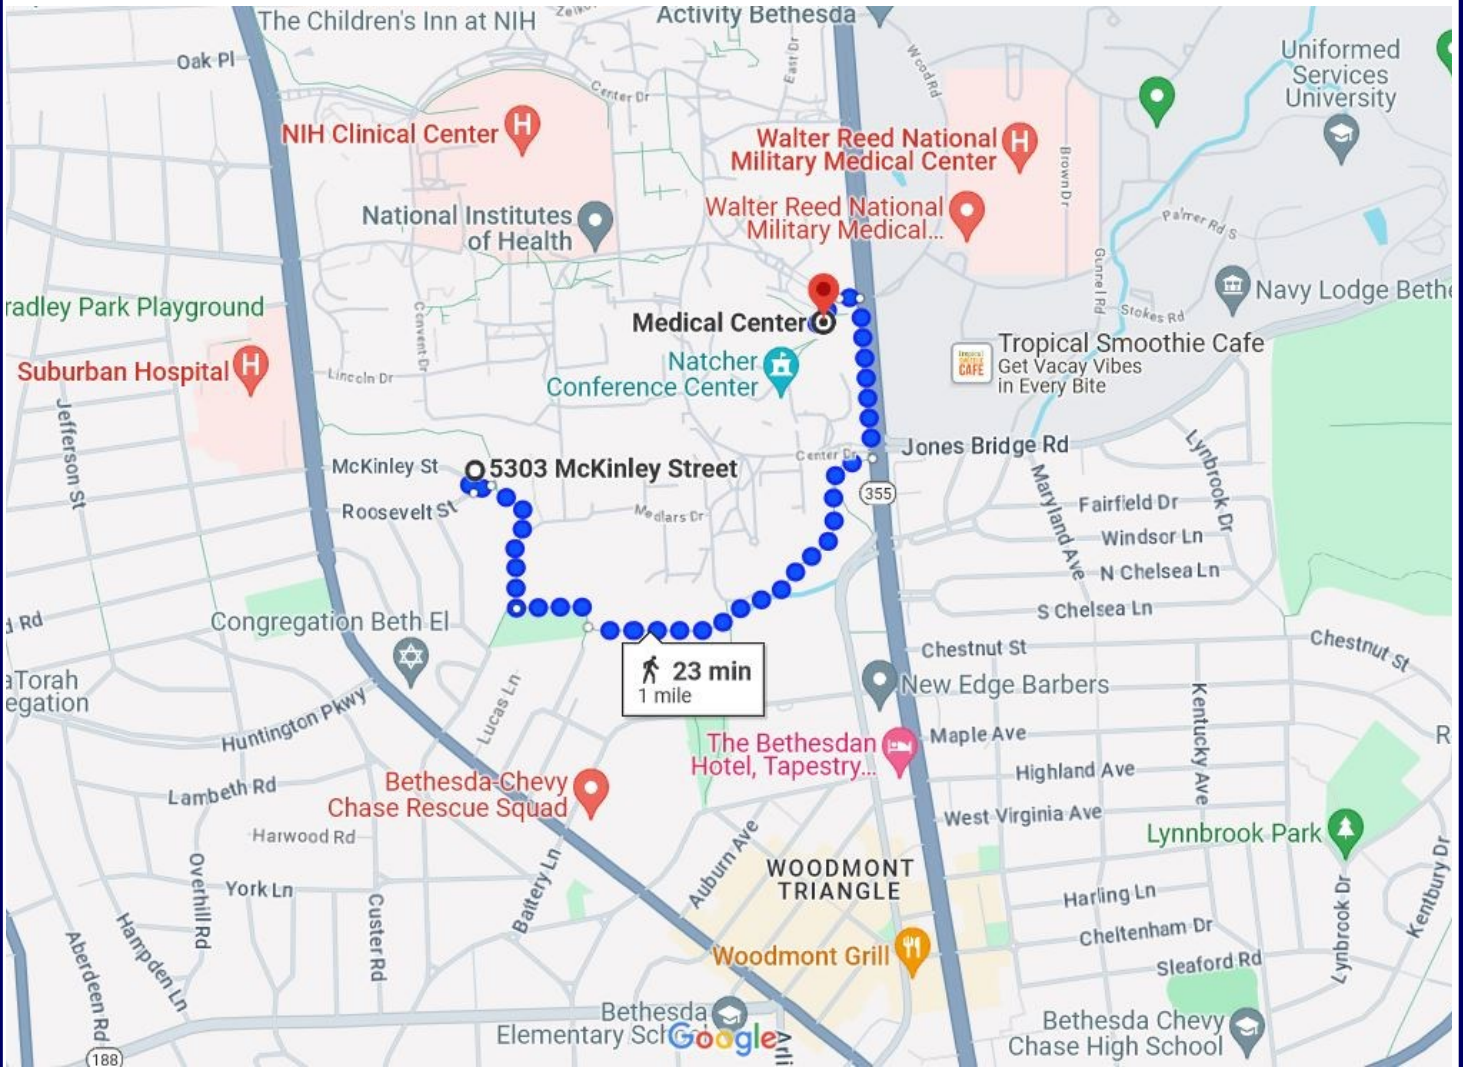 The Children's Inn at NIH
Activity Bethesda
Oak Pl
East Dr
Wood Rd
Uniformed
Services
University
Center Dr
NIH Clinical Center
Walter Reed National
Military Medical Center
Brown Dr
National Institutes
of Health
Walter Reed National
Military Medical...
Palmer Rd S
Gunnel Rd
radley Park Playground
Convent Dr
Medical Center
Stokes Rd
Navy Lodge Bethe
Suburban Hospital
Lincoln Dr
Natcher
Conference Center
Tropical Smoothie Cafe
Get Vacay Vibes
in Every Bite
Jefferson St
McKinley St
5303 McKinley Street
Center Dr
Jones Bridge Rd
Lynbrook Dr
Roosevelt St
Medlars Dr
355
Maryland Ave
Fairfield Dr
Windsor Ln
N Chelsea Ln
S Chelsea Ln
d Rd
Congregation Beth El
Chestnut St
Chestnut St
aTorah
egation
23 min
1 mile
New Edge Barbers
Lucas Ln
Huntington Pkwy
Kentucky Ave
Maple Ave
R
The Bethesdan
Hotel, Tapestry...
Highland Ave
Lambeth Rd
Bethesda-Chevy
Chase Rescue Squad
West Virginia Ave
Lynnbrook Park
Harwood Rd
Auburn Ave
WOODMONT
TRIANGLE
Overhill Rd
York Ln
Battery Ln
Harling Ln
Kentbury Dr
Custer Rd
Hampden Ln
Cheltenham Dr
Lynbrook Dr
Aberdeen Rd
Woodmont Grill
Sleaford Rd
Bethesda
Elementary School
Google
Arli
Bethesda Chevy
Chase High School
188